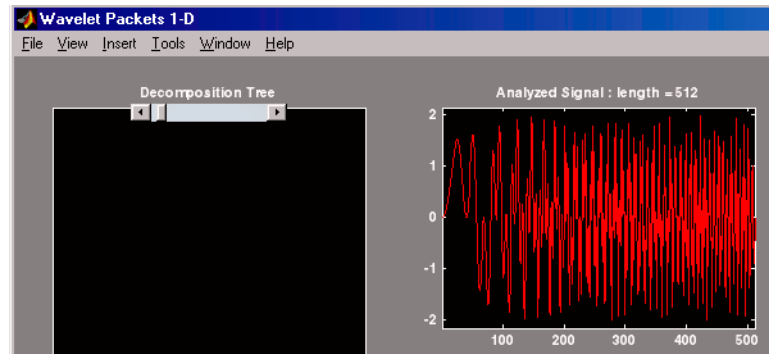 Wavelet Packets 1-D
File View Insert Tools Window Help
Decomposition Tree
Analyzed Signal : length = 512
2
1
0
-1
-2
100 200 300 400 500